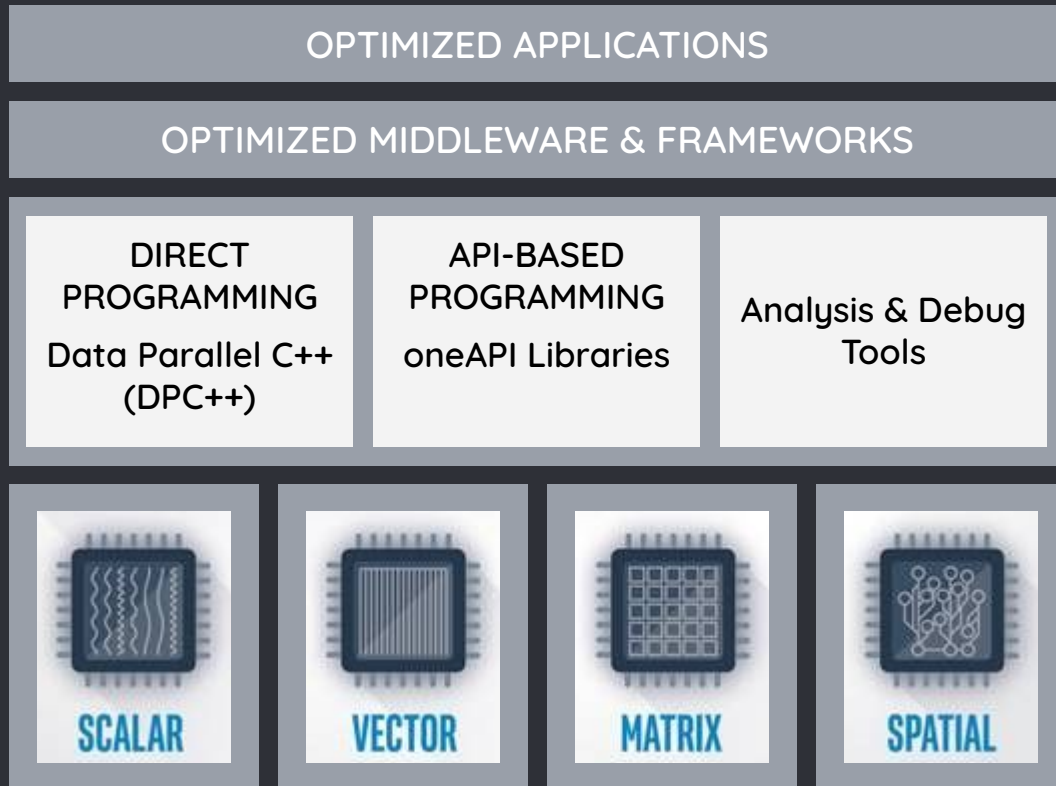 OPTIMIZED APPLICATIONS
OPTIMIZED MIDDLEWARE & FRAMEWORKS
DIRECT
PROGRAMMING
Data Parallel C++
(DPC++)
API-BASED
PROGRAMMING
oneAPI Libraries
Analysis & Debug
Tools
SCALAR
VECTOR
MATRIX
SPATIAL